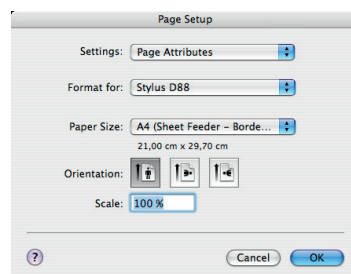 Page Setup
Settings: Page Attributes
Format for: Stylus D88
Paper Size: A4 (Sheet Feeder – Borde...
21,00 cm x 29,70 cm
Orientation:
Scale: 100 %
? Cancel OK